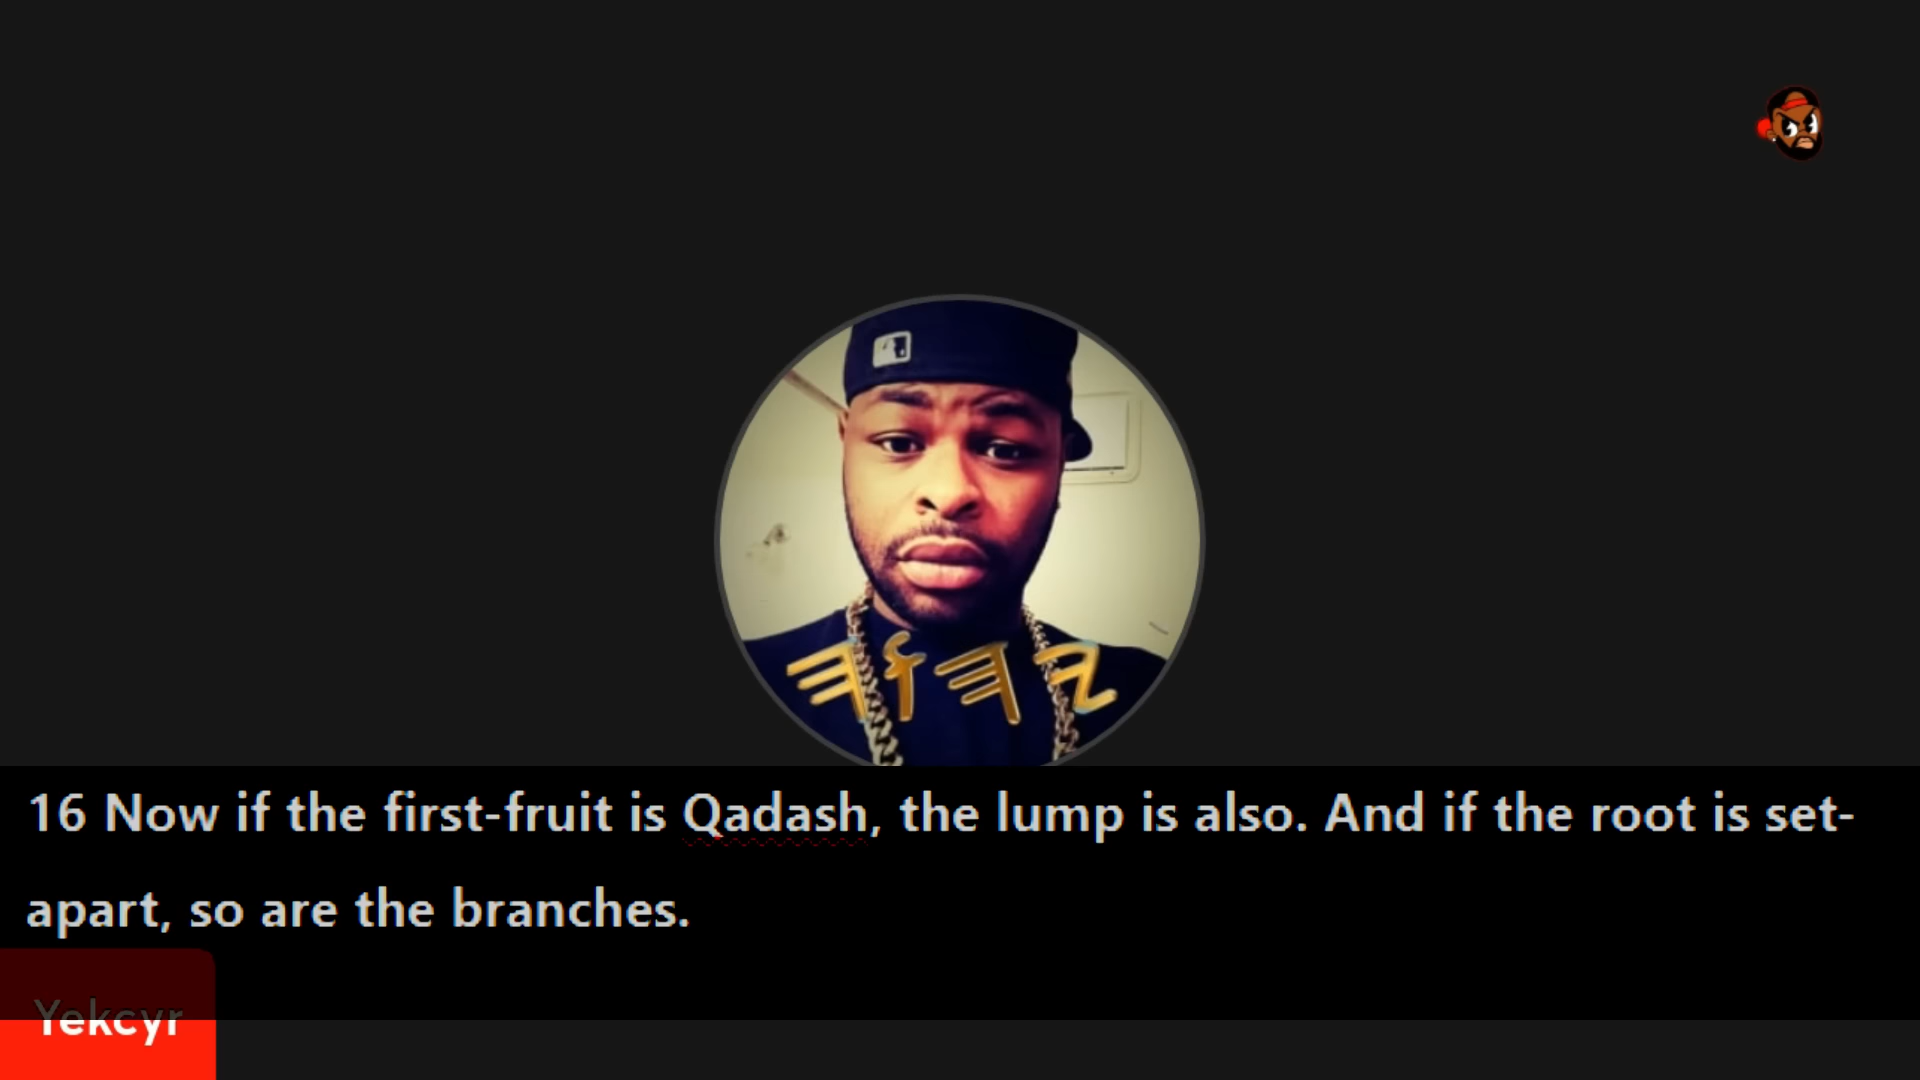 𐤉𐤄𐤅𐤄
16 Now if the first-fruit is Qadash, the lump is also. And if the root is set-
apart, so are the branches.
Yekcyr